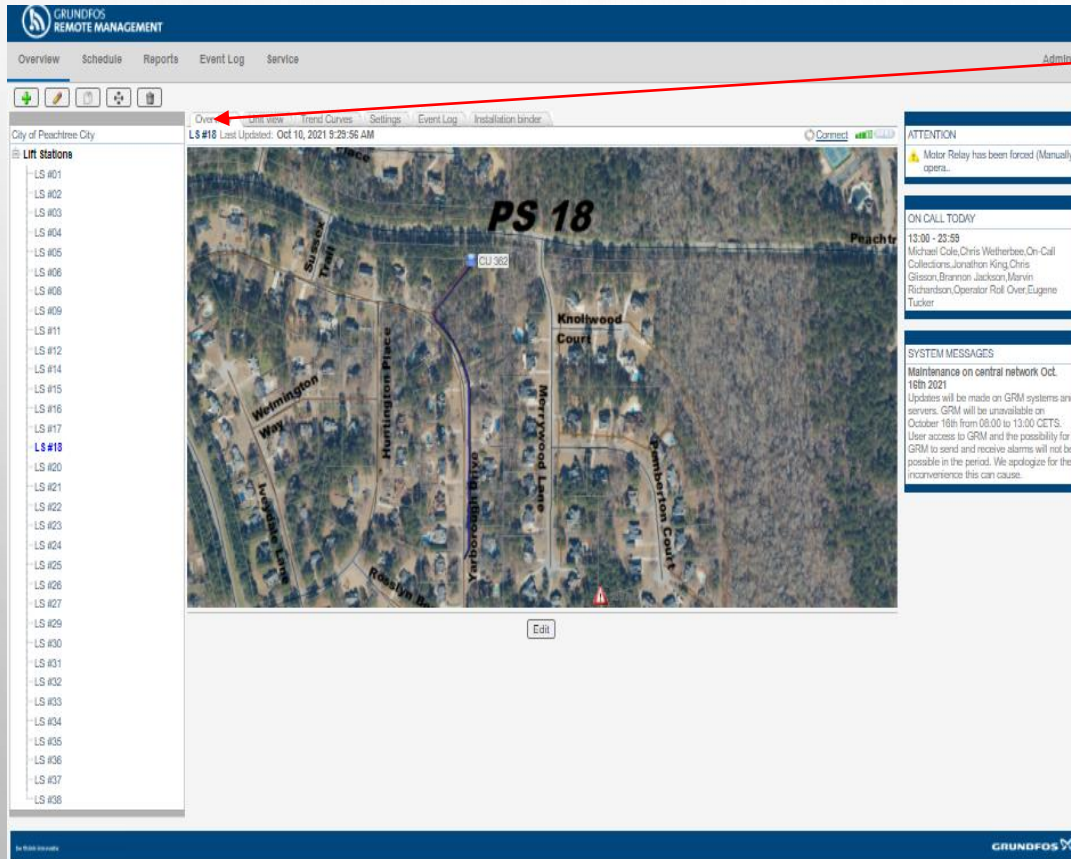 GRUNDFOS
REMOTE MANAGEMENT
Overview Schedule Reports Event Log Service
Admin
Over Unit view Trend Curves Settings Event Log Installation binder
City of Peachtree City
LS #18 Last Updated: Oct 10, 2021 9:29:56 AM
Connect
Lift Stations
LS #01
LS #02
LS #03
LS #04
LS #05
LS #06
LS #08
LS #09
LS #11
LS #12
LS #14
LS #15
LS #16
LS #17
LS #18
LS #20
LS #21
LS #22
LS #23
LS #24
LS #25
LS #26
LS #27
LS #29
LS #30
LS #31
LS #32
LS #33
LS #34
LS #35
LS #36
LS #37
LS #38
Place
PS 18
Peachtr
Sussex
Trail
CU 362
Knollwood
Court
Welmington
Way
Huntington Place
Merrywood Lane
Pemberton Court
Yarborough Drive
Iveydale Lane
Rosslyn
Edit
ATTENTION
Motor Relay has been forced (Manually
opera..
ON CALL TODAY
13:00 - 23:59
Michael Cole,Chris Wetherbee,On-Call
Collections,Jonathon King,Chris
Glisson,Brannon Jackson,Marvin
Richardson,Operator Roll Over,Eugene
Tucker
SYSTEM MESSAGES
Maintenance on central network Oct.
16th 2021
Updates will be made on GRM systems and
servers. GRM will be unavailable on
October 16th from 08:00 to 13:00 CETS.
User access to GRM and the possibility for
GRM to send and receive alarms will not be
possible in the period. We apologize for the
inconvenience this can cause.
GRUNDFOS